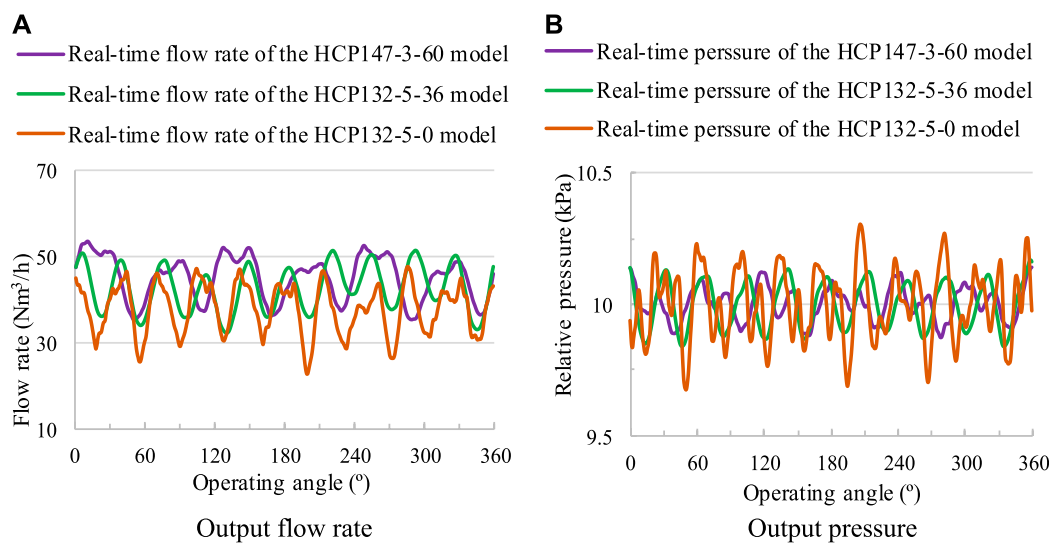 A
Real-time flow rate of the HCP147-3-60 model
Real-time flow rate of the HCP132-5-36 model
Real-time flow rate of the HCP132-5-0 model
70
50
30
10
Flow rate (Nm³/h)
0 60 120 180 240 300 360
Operating angle (º)
Output flow rate
B
Real-time perssure of the HCP147-3-60 model
Real-time perssure of the HCP132-5-36 model
Real-time perssure of the HCP132-5-0 model
10.5
10
9.5
Relative pressure (kPa)
0 60 120 180 240 300 360
Operating angle (º)
Output pressure